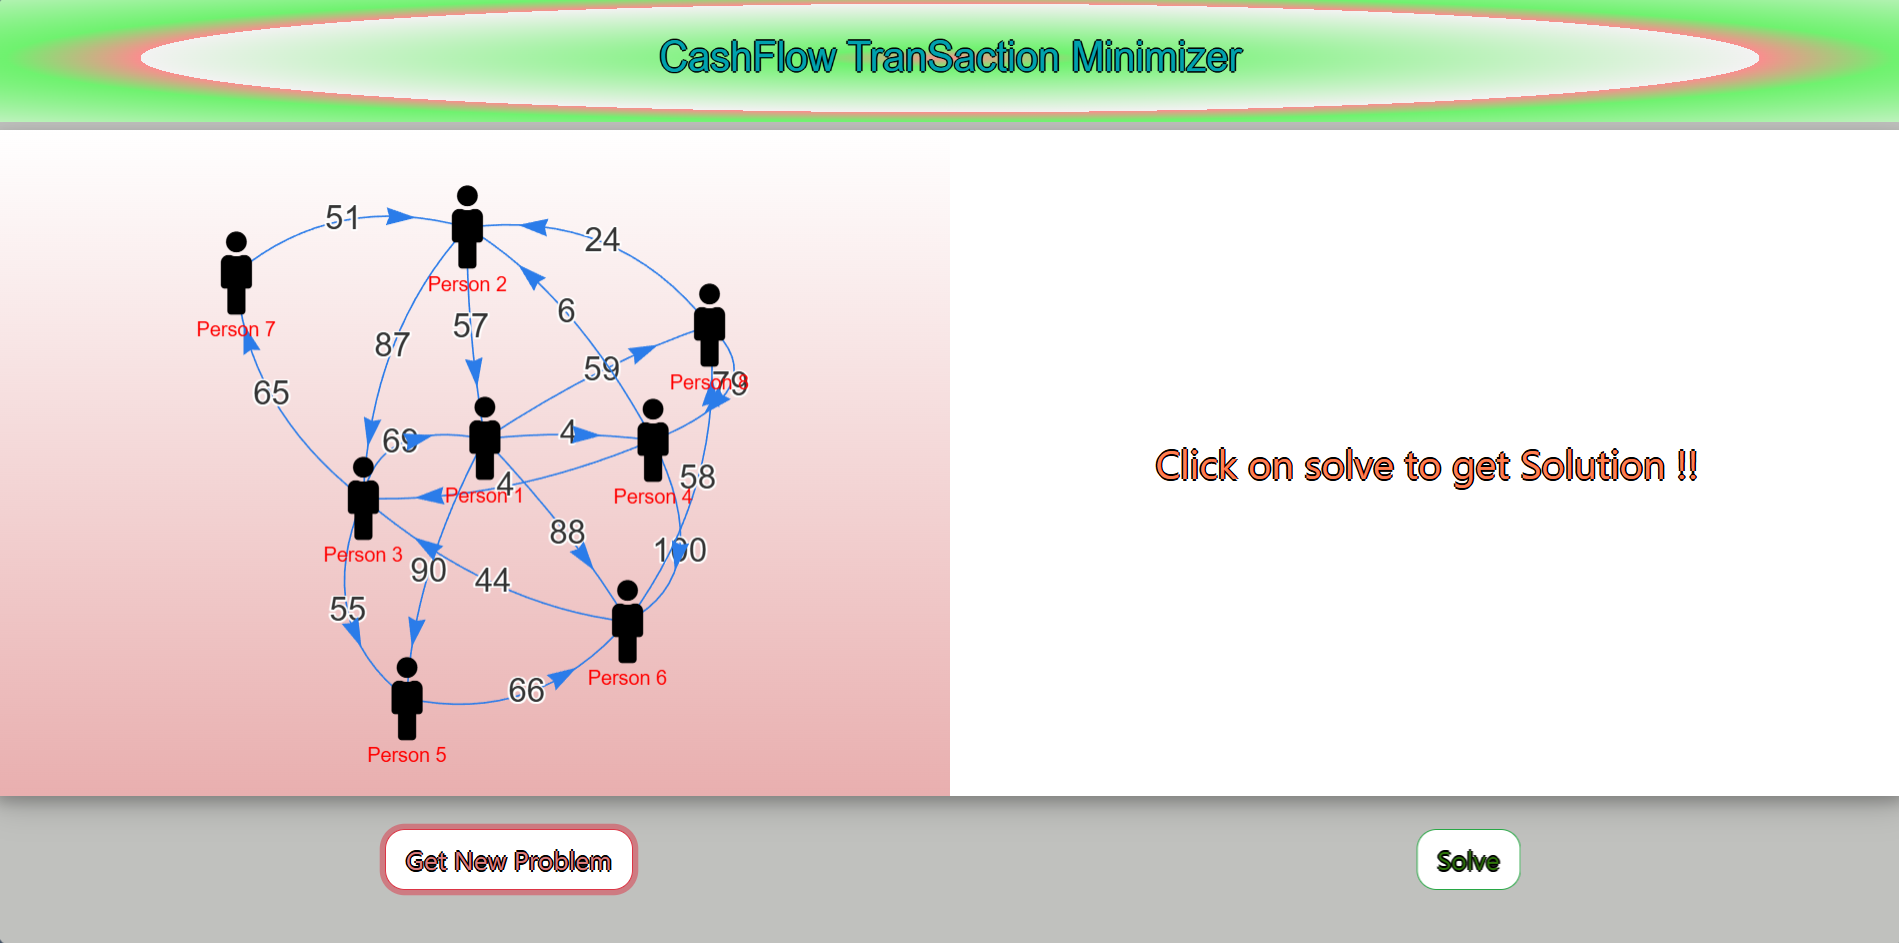 CashFlow TranSaction Minimizer
51
24
Person 2
6
Person 7
57
87
59
Person 8
79
65
69
4
4
Person 1
Person 4
58
88
Person 3
100
90
44
55
66
Person 6
Person 5
Click on solve to get Solution !!
Get New Problem
Solve